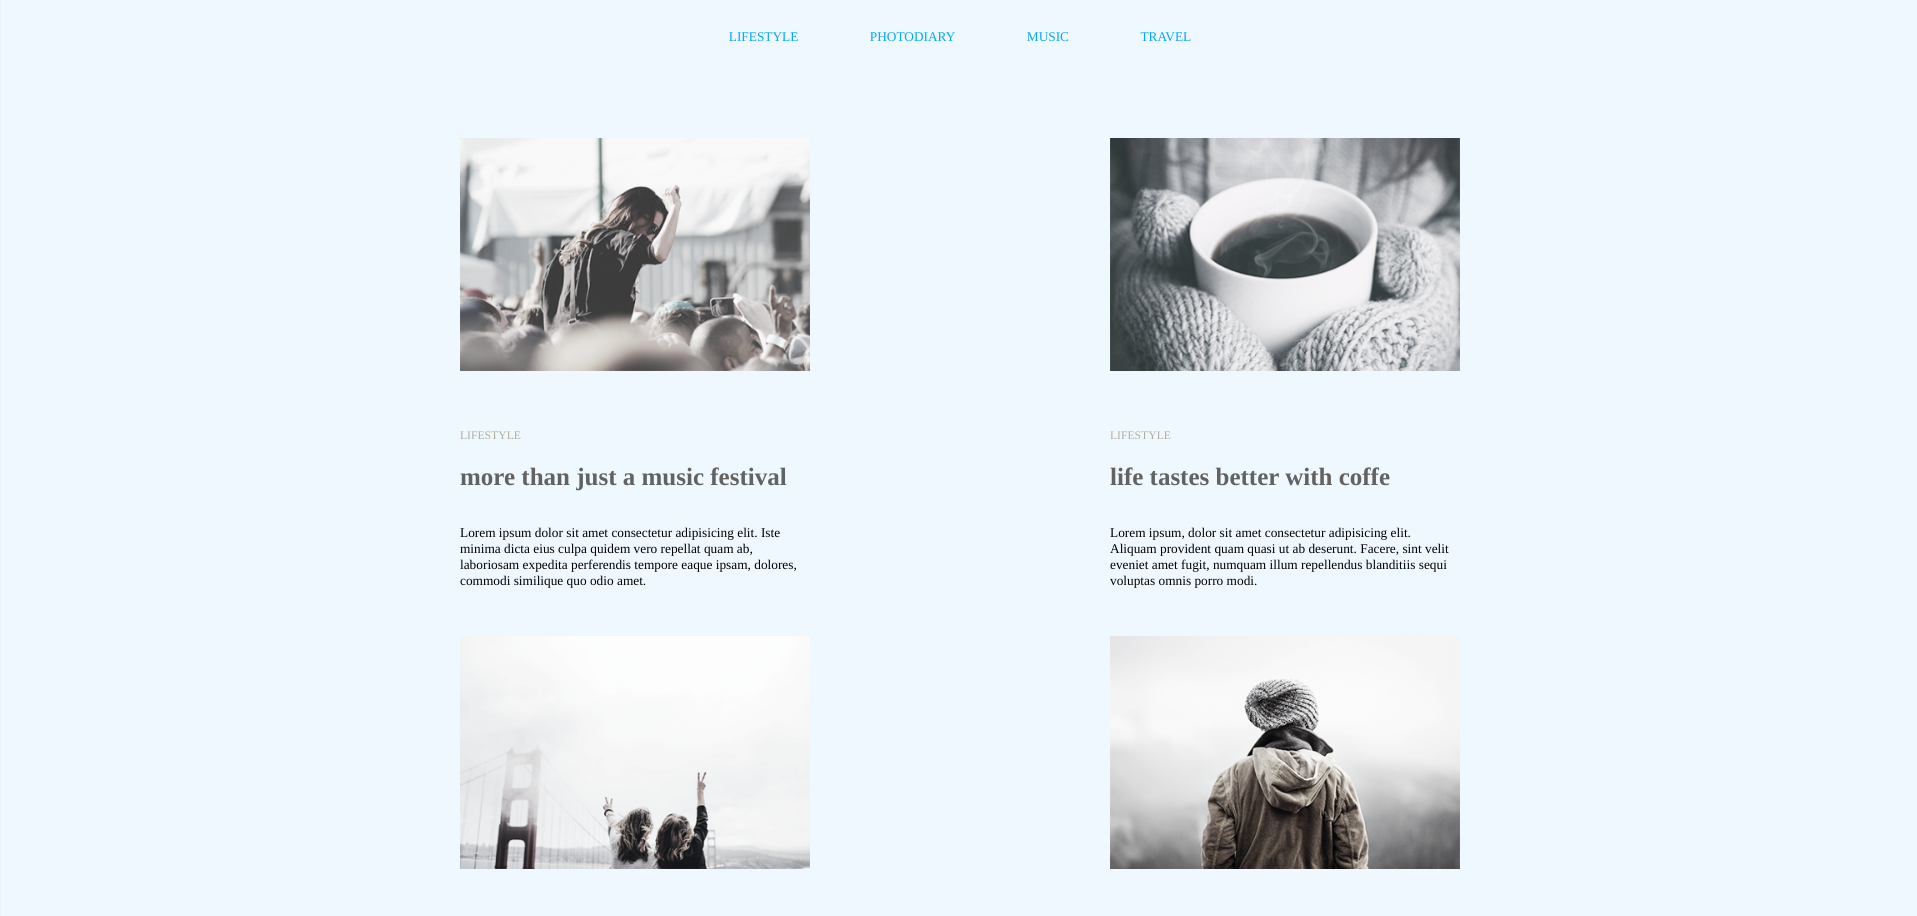 LIFESTYLE PHOTODIARY MUSIC TRAVEL
LIFESTYLE
more than just a music festival
Lorem ipsum dolor sit amet consectetur adipisicing elit. Iste
minima dicta eius culpa quidem vero repellat quam ab,
laboriosam expedita perferendis tempore eaque ipsam, dolores,
commodi similique quo odio amet.
LIFESTYLE
life tastes better with coffe
Lorem ipsum, dolor sit amet consectetur adipisicing elit.
Aliquam provident quam quasi ut ab deserunt. Facere, sint velit
eveniet amet fugit, numquam illum repellendus blanditiis sequi
voluptas omnis porro modi.